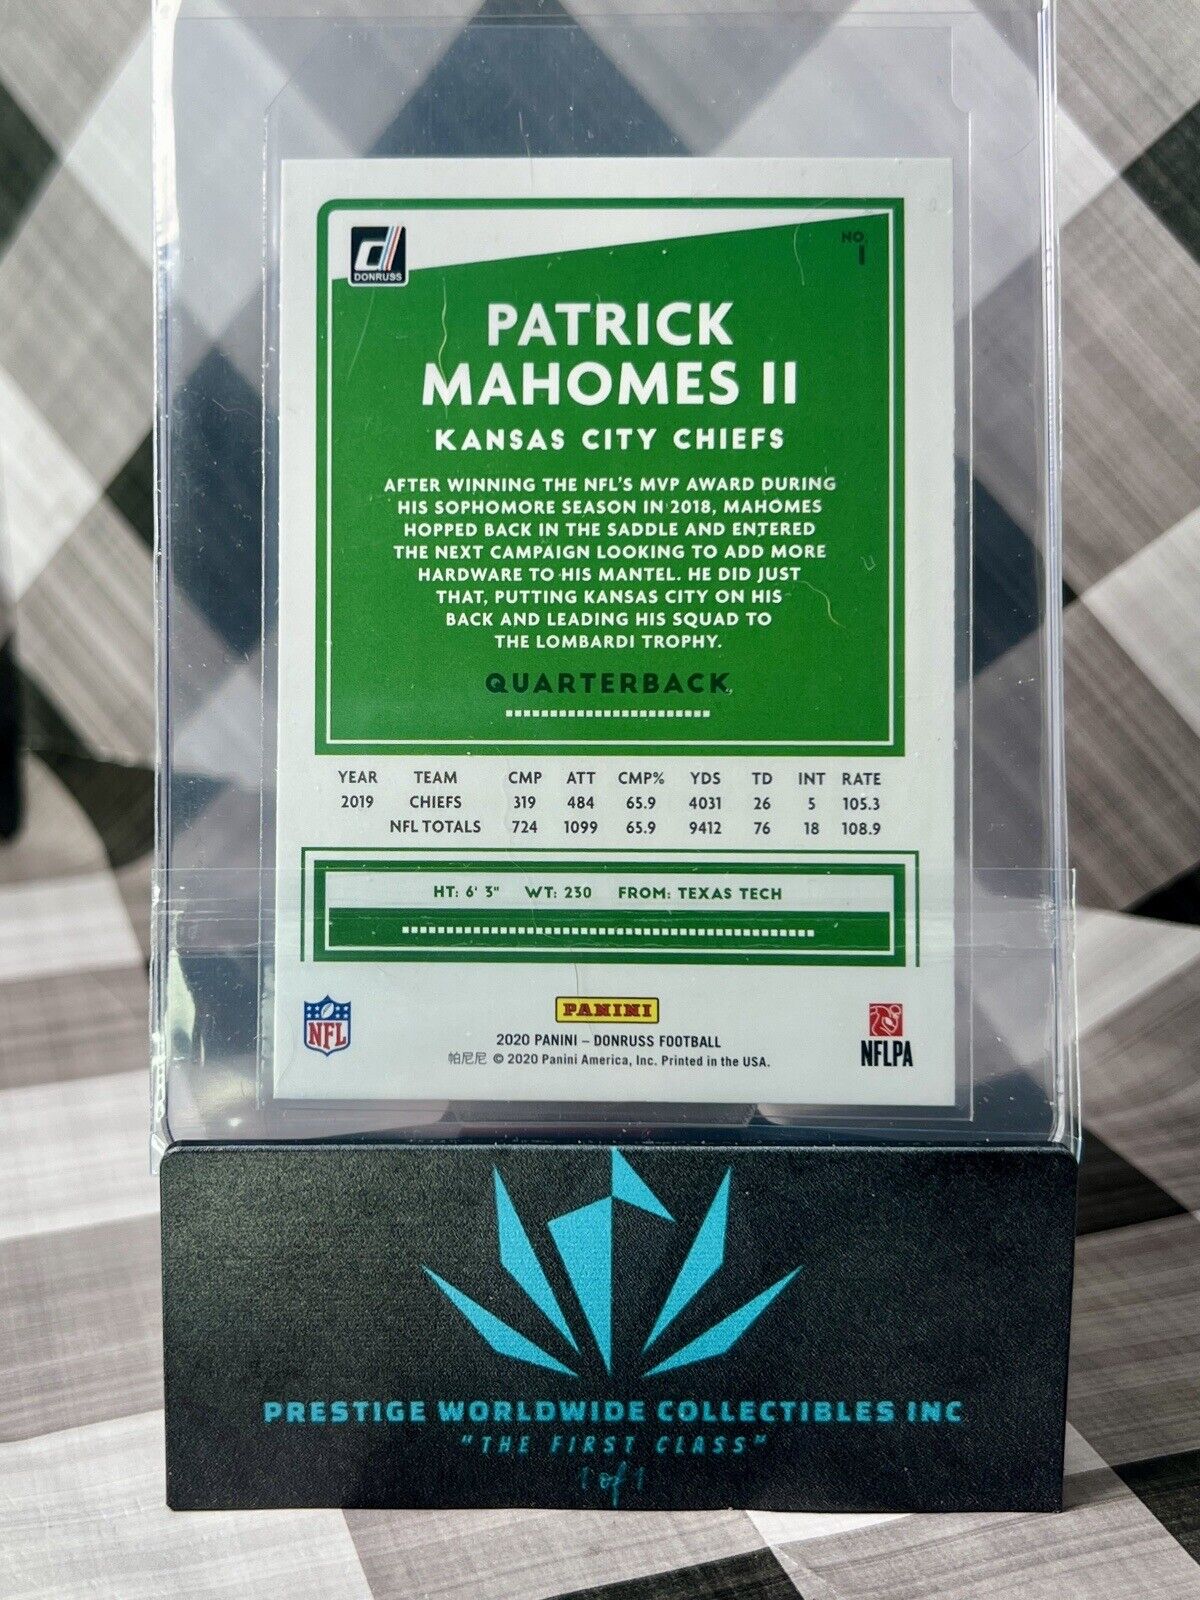 DONRUSS
NO.
1
PATRICK
MAHOMES II
KANSAS CITY CHIEFS
AFTER WINNING THE NFL'S MVP AWARD DURING
HIS SOPHOMORE SEASON IN 2018, MAHOMES
HOPPED BACK IN THE SADDLE AND ENTERED
THE NEXT CAMPAIGN LOOKING TO ADD MORE
HARDWARE TO HIS MANTEL. HE DID JUST
THAT, PUTTING KANSAS CITY ON HIS
BACK AND LEADING HIS SQUAD TO
THE LOMBARDI TROPHY.
QUARTERBACK
YEAR TEAM CMP ATT CMP% YDS TD INT RATE
2019 CHIEFS 319 484 65.9 4031 26 5 105.3
NFL TOTALS 724 1099 65.9 9412 76 18 108.9
HT: 6' 3" WT: 230 FROM: TEXAS TECH
NFL
PANINI
2020 PANINI – DONRUSS FOOTBALL
帕尼尼 © 2020 Panini America, Inc. Printed in the USA.
NFLPA
PRESTIGE WORLDWIDE COLLECTIBLES INC
"THE FIRST CLASS"
1 of 1